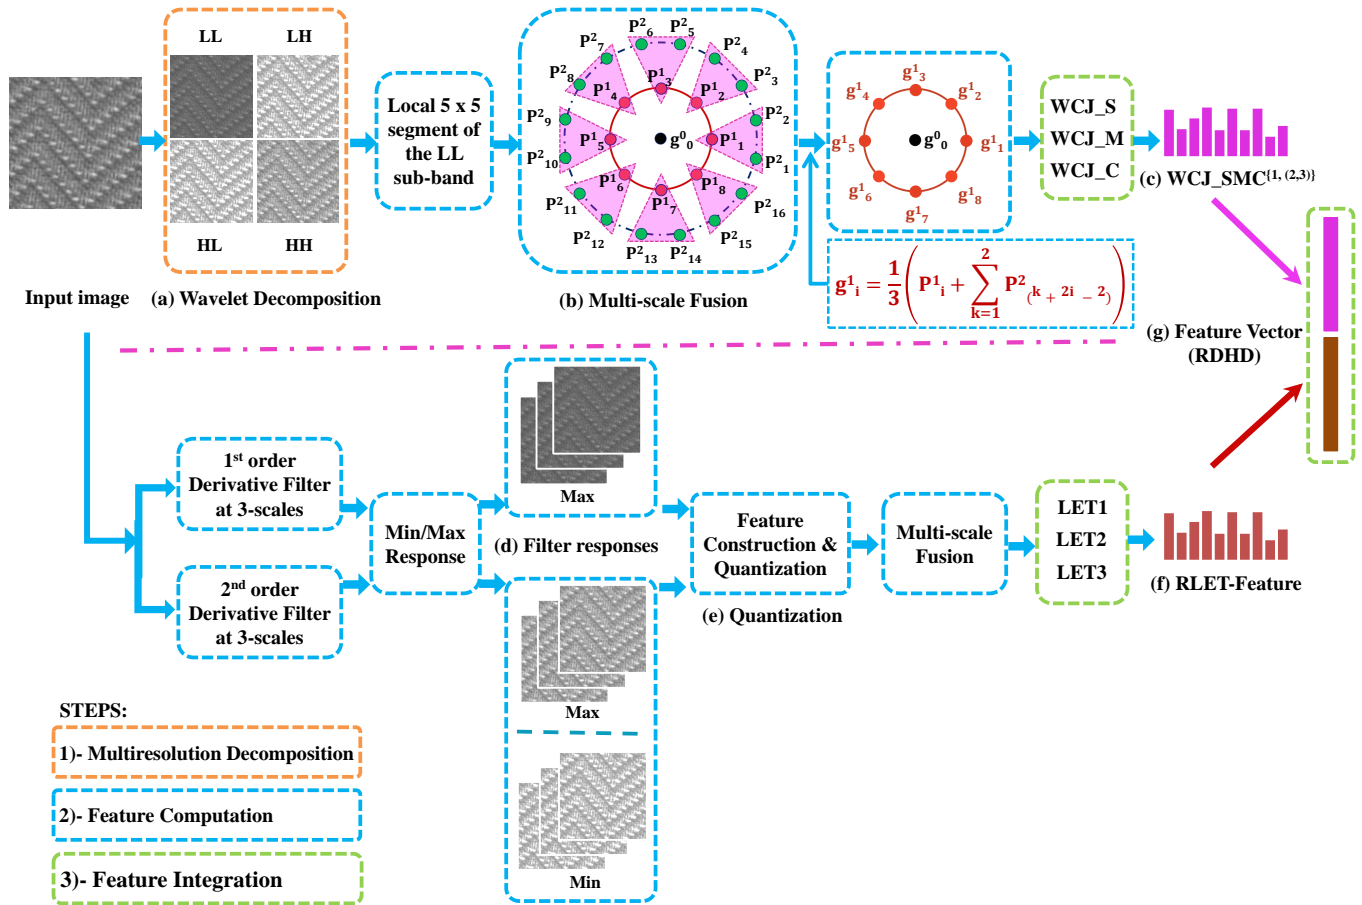 LL LH
HL HH
Input image
(a) Wavelet Decomposition
Local 5 x 5
segment of
the LL
sub-band
P²₆ P²₅
P²₇ P²₄
P²₈ P²₃
P¹₃
P¹₄ P¹₂
P²₉ P²₂
P¹₅ g⁰₀ P¹₁
P²₁₀ P²₁
P¹₆ P¹₈
P¹₇
P²₁₁ P²₁₆
P²₁₂ P²₁₅
P²₁₃ P²₁₄
(b) Multi-scale Fusion
g¹₃
g¹₄ g¹₂
g¹₅ g⁰₀ g¹₁
g¹₆ g¹₈
g¹₇
g¹ᵢ = 1/3 ( P¹ᵢ + ∑ₖ₌₁² P²₍ₖ ₊ ₂ᵢ ₋ ₂₎ )
WCJ_S
WCJ_M
WCJ_C
(c) WCJ_SMC{1, (2,3)}
(g) Feature Vector
(RDHD)
1st order
Derivative Filter
at 3-scales
2nd order
Derivative Filter
at 3-scales
Min/Max
Response
Max
(d) Filter responses
Max
Min
Feature
Construction &
Quantization
(e) Quantization
Multi-scale
Fusion
LET1
LET2
LET3
(f) RLET-Feature
STEPS:
1)- Multiresolution Decomposition
2)- Feature Computation
3)- Feature Integration